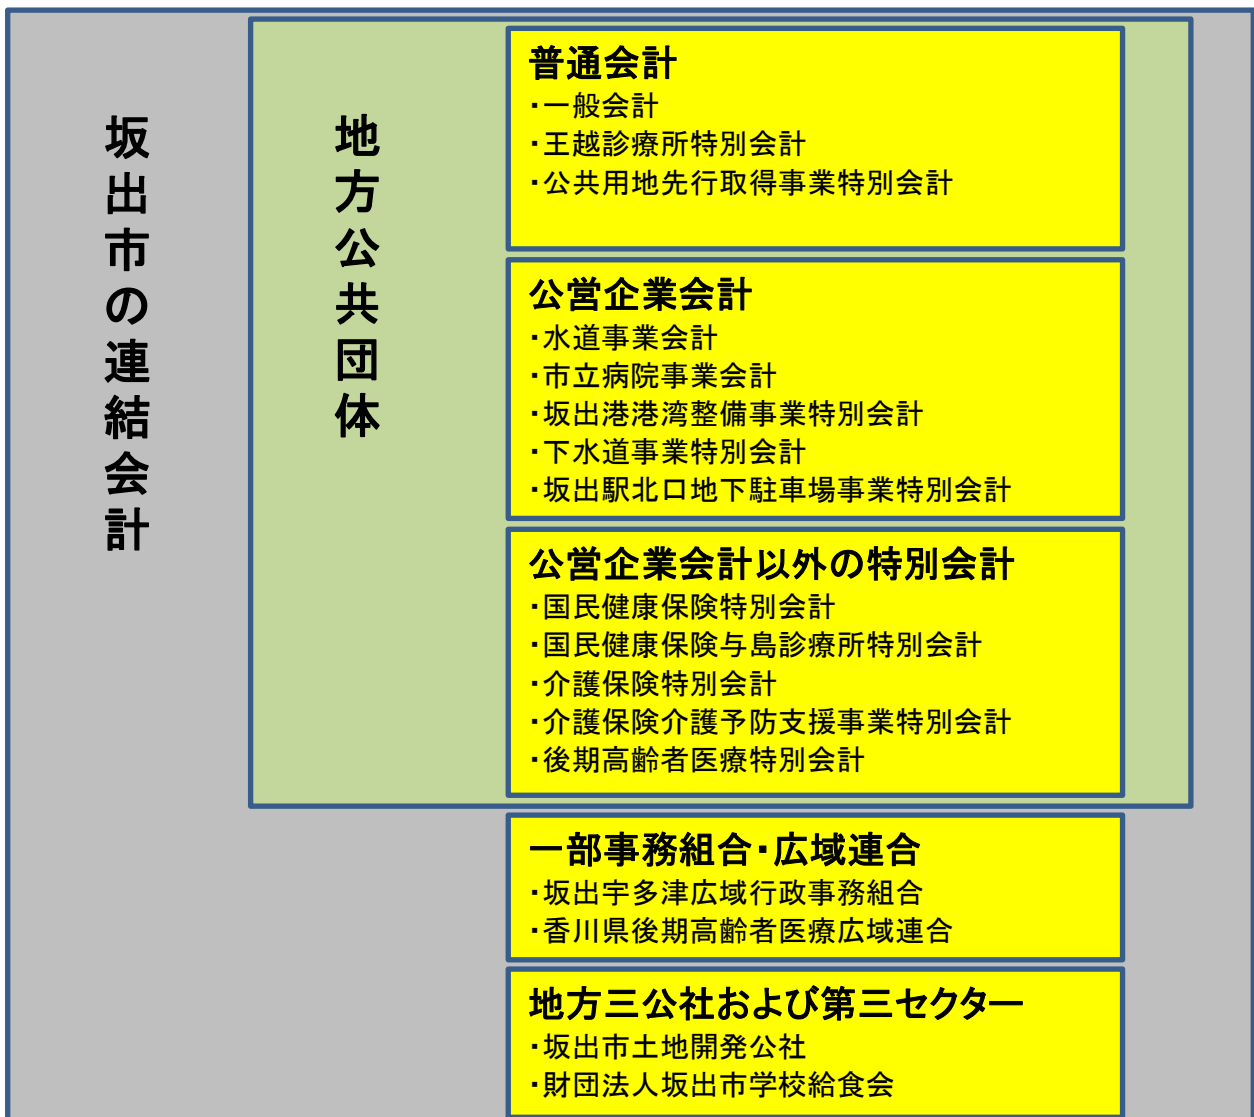 坂出市の連結会計
地方公共団体
普通会計
・一般会計
・王越診療所特別会計
・公共用地先行取得事業特別会計
公営企業会計
・水道事業会計
・市立病院事業会計
・坂出港港湾整備事業特別会計
・下水道事業特別会計
・坂出駅北口地下駐車場事業特別会計
公営企業会計以外の特別会計
・国民健康保険特別会計
・国民健康保険与島診療所特別会計
・介護保険特別会計
・介護保険介護予防支援事業特別会計
・後期高齢者医療特別会計
一部事務組合・広域連合
・坂出宇多津広域行政事務組合
・香川県後期高齢者医療広域連合
地方三公社および第三セクター
・坂出市土地開発公社
・財団法人坂出市学校給食会